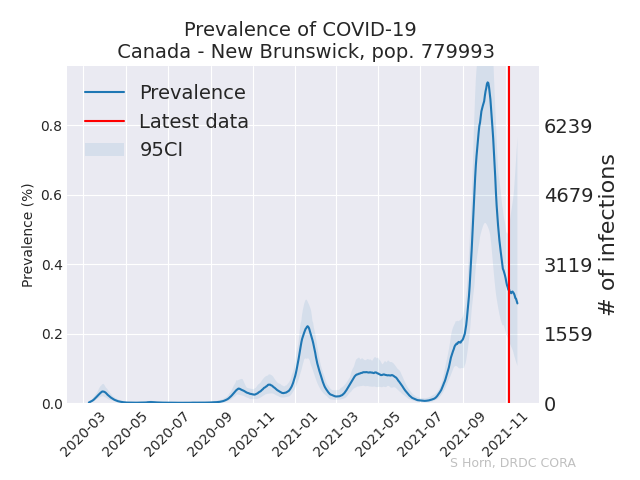 Prevalence of COVID-19
Canada - New Brunswick, pop. 779993
Prevalence
Latest data
95CI
Prevalence (%)
0.8
0.6
0.4
0.2
0.0
6239
4679
3119
1559
0
# of infections
2020-03
2020-05
2020-07
2020-09
2020-11
2021-01
2021-03
2021-05
2021-07
2021-09
2021-11
S Horn, DRDC CORA